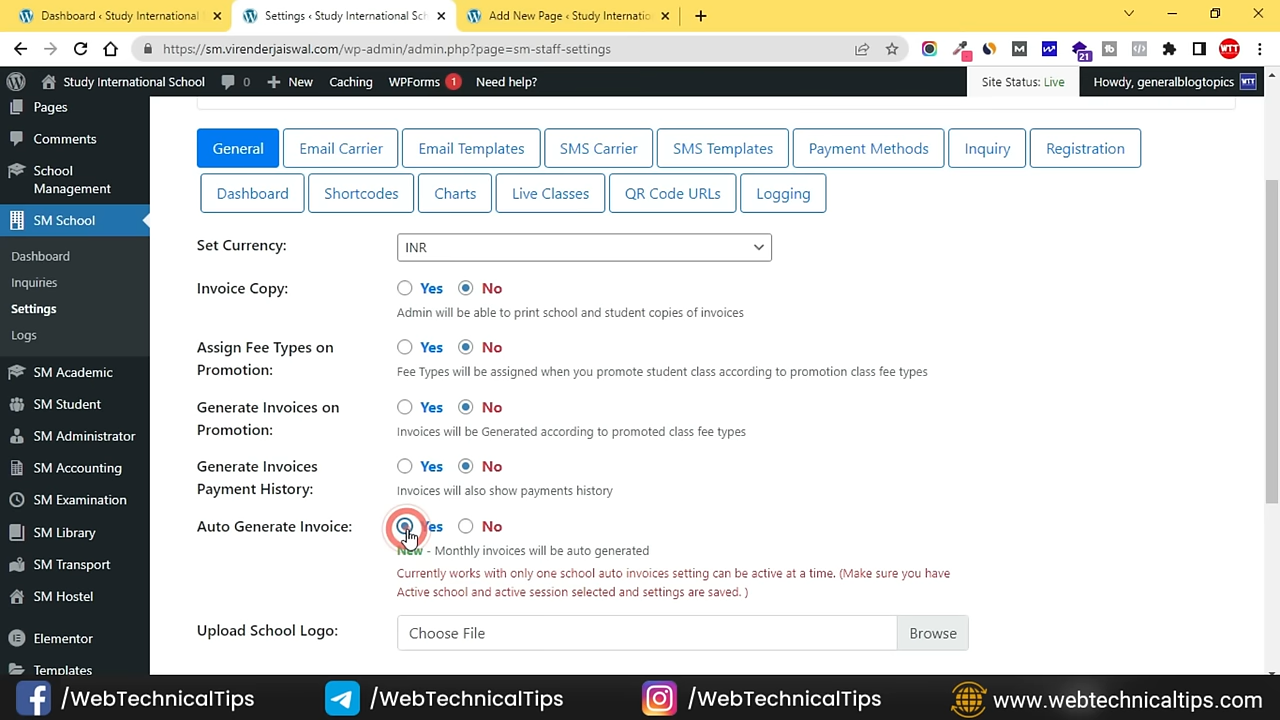 Dashboard ‹ Study International
Settings ‹ Study International Sch
Add New Page ‹ Study Internatio
https://sm.virenderjaiswal.com/wp-admin/admin.php?page=sm-staff-settings
21
WTT
Study International School
0
New
Caching
WPForms
1
Need help?
Site Status: Live
Howdy, generalblogtopics
WTT
Pages
Comments
School
Management
SM School
Dashboard
Inquiries
Settings
Logs
SM Academic
SM Student
SM Administrator
SM Accounting
SM Examination
SM Library
SM Transport
SM Hostel
Elementor
Templates
General
Email Carrier
Email Templates
SMS Carrier
SMS Templates
Payment Methods
Inquiry
Registration
Dashboard
Shortcodes
Charts
Live Classes
QR Code URLs
Logging
Set Currency:
INR
Invoice Copy:
Yes No
Admin will be able to print school and student copies of invoices
Assign Fee Types on
Promotion:
Yes No
Fee Types will be assigned when you promote student class according to promotion class fee types
Generate Invoices on
Promotion:
Yes No
Invoices will be Generated according to promoted class fee types
Generate Invoices
Payment History:
Yes No
Invoices will also show payments history
Auto Generate Invoice:
Yes No
New - Monthly invoices will be auto generated
Currently works with only one school auto invoices setting can be active at a time. (Make sure you have
Active school and active session selected and settings are saved. )
Upload School Logo:
Choose File
Browse
/WebTechnicalTips
/WebTechnicalTips
/WebTechnicalTips
www.webtechnicaltips.com